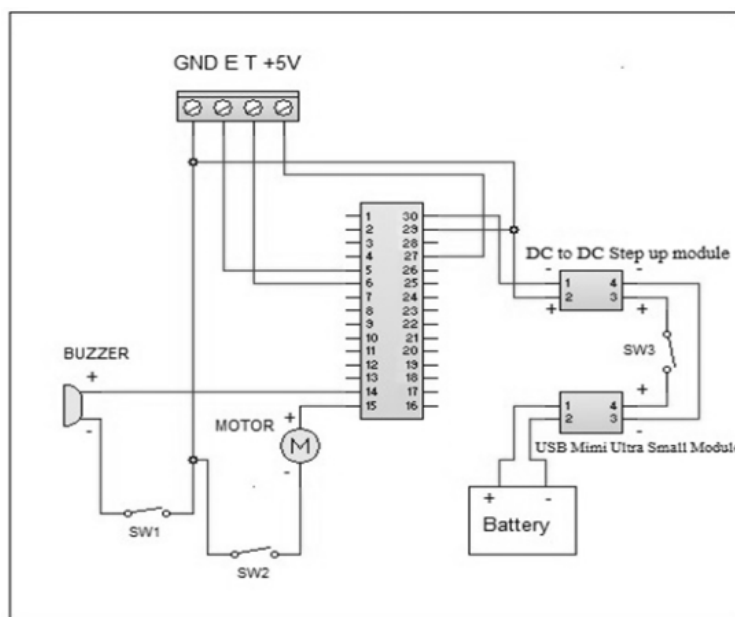 GND E T +5V
1 30
2 29
3 28
4 27
5 26
6 25
7 24
8 23
9 22
10 21
11 20
12 19
13 18
14 17
15 16
DC to DC Step up module
- -
1 4
2 3
+ +
SW3
BUZZER
+
-
MOTOR
+
M
-
+
1 4
2 3
-
USB Mimi Ultra Small Module
+ -
Battery
SW1
SW2